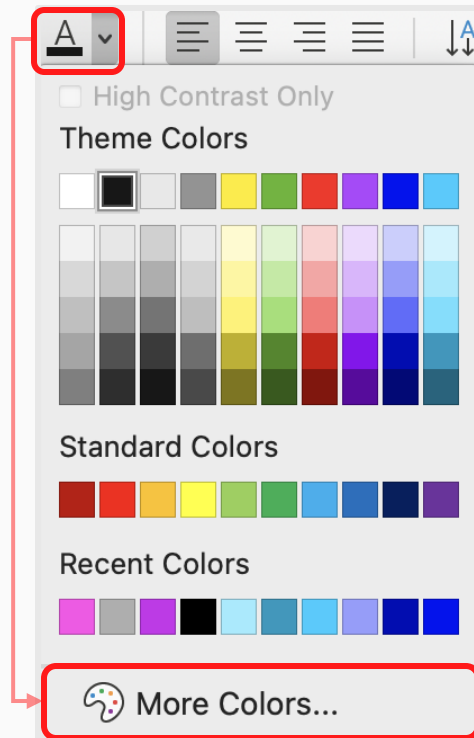 A
A
High Contrast Only
Theme Colors
Standard Colors
Recent Colors
More Colors...